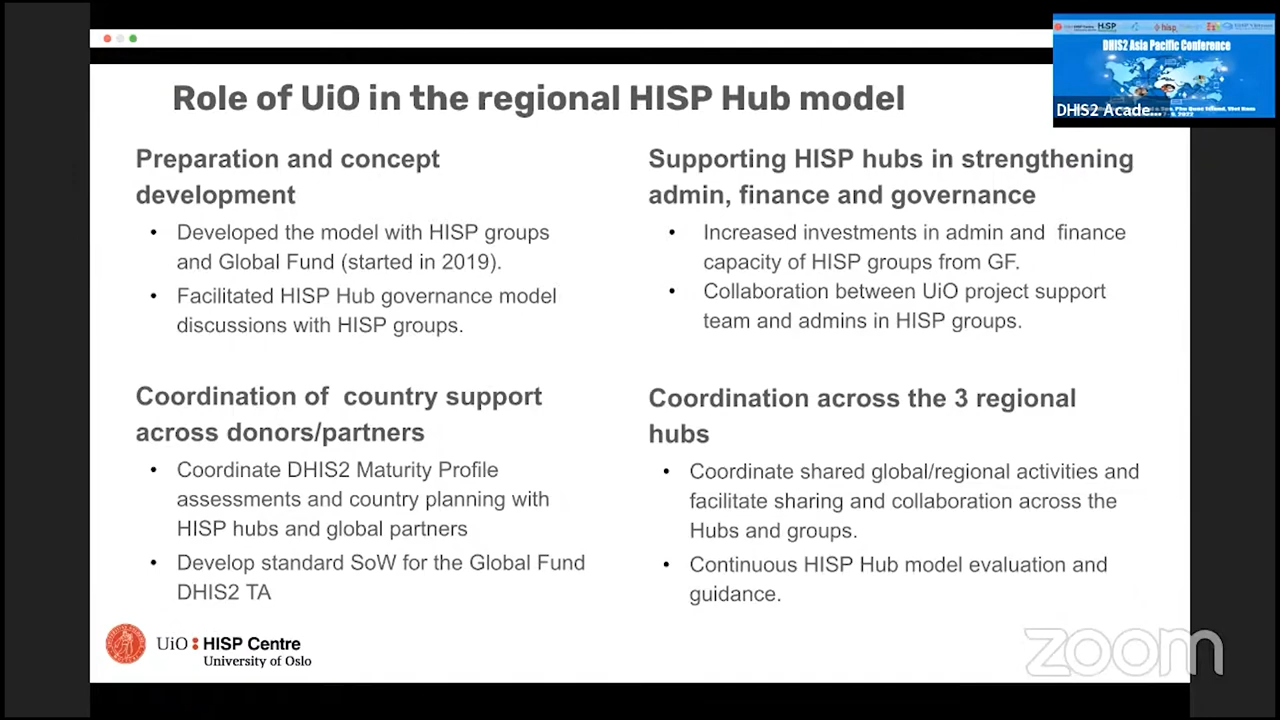 Role of UiO in the regional HISP Hub model
Preparation and concept
development
• Developed the model with HISP groups
and Global Fund (started in 2019).
• Facilitated HISP Hub governance model
discussions with HISP groups.
Supporting HISP hubs in strengthening
admin, finance and governance
• Increased investments in admin and finance
capacity of HISP groups from GF.
• Collaboration between UiO project support
team and admins in HISP groups.
Coordination of country support
across donors/partners
• Coordinate DHIS2 Maturity Profile
assessments and country planning with
HISP hubs and global partners
• Develop standard SoW for the Global Fund
DHIS2 TA
Coordination across the 3 regional
hubs
• Coordinate shared global/regional activities and
facilitate sharing and collaboration across the
Hubs and groups.
• Continuous HISP Hub model evaluation and
guidance.
UiO HISP Centre
University of Oslo
zoom
HISP
hisp
DHIS2 Asia Pacific Conference
DHIS2 Acade...